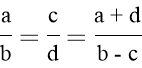 a/b = c/d = (a + d)/(b - c)